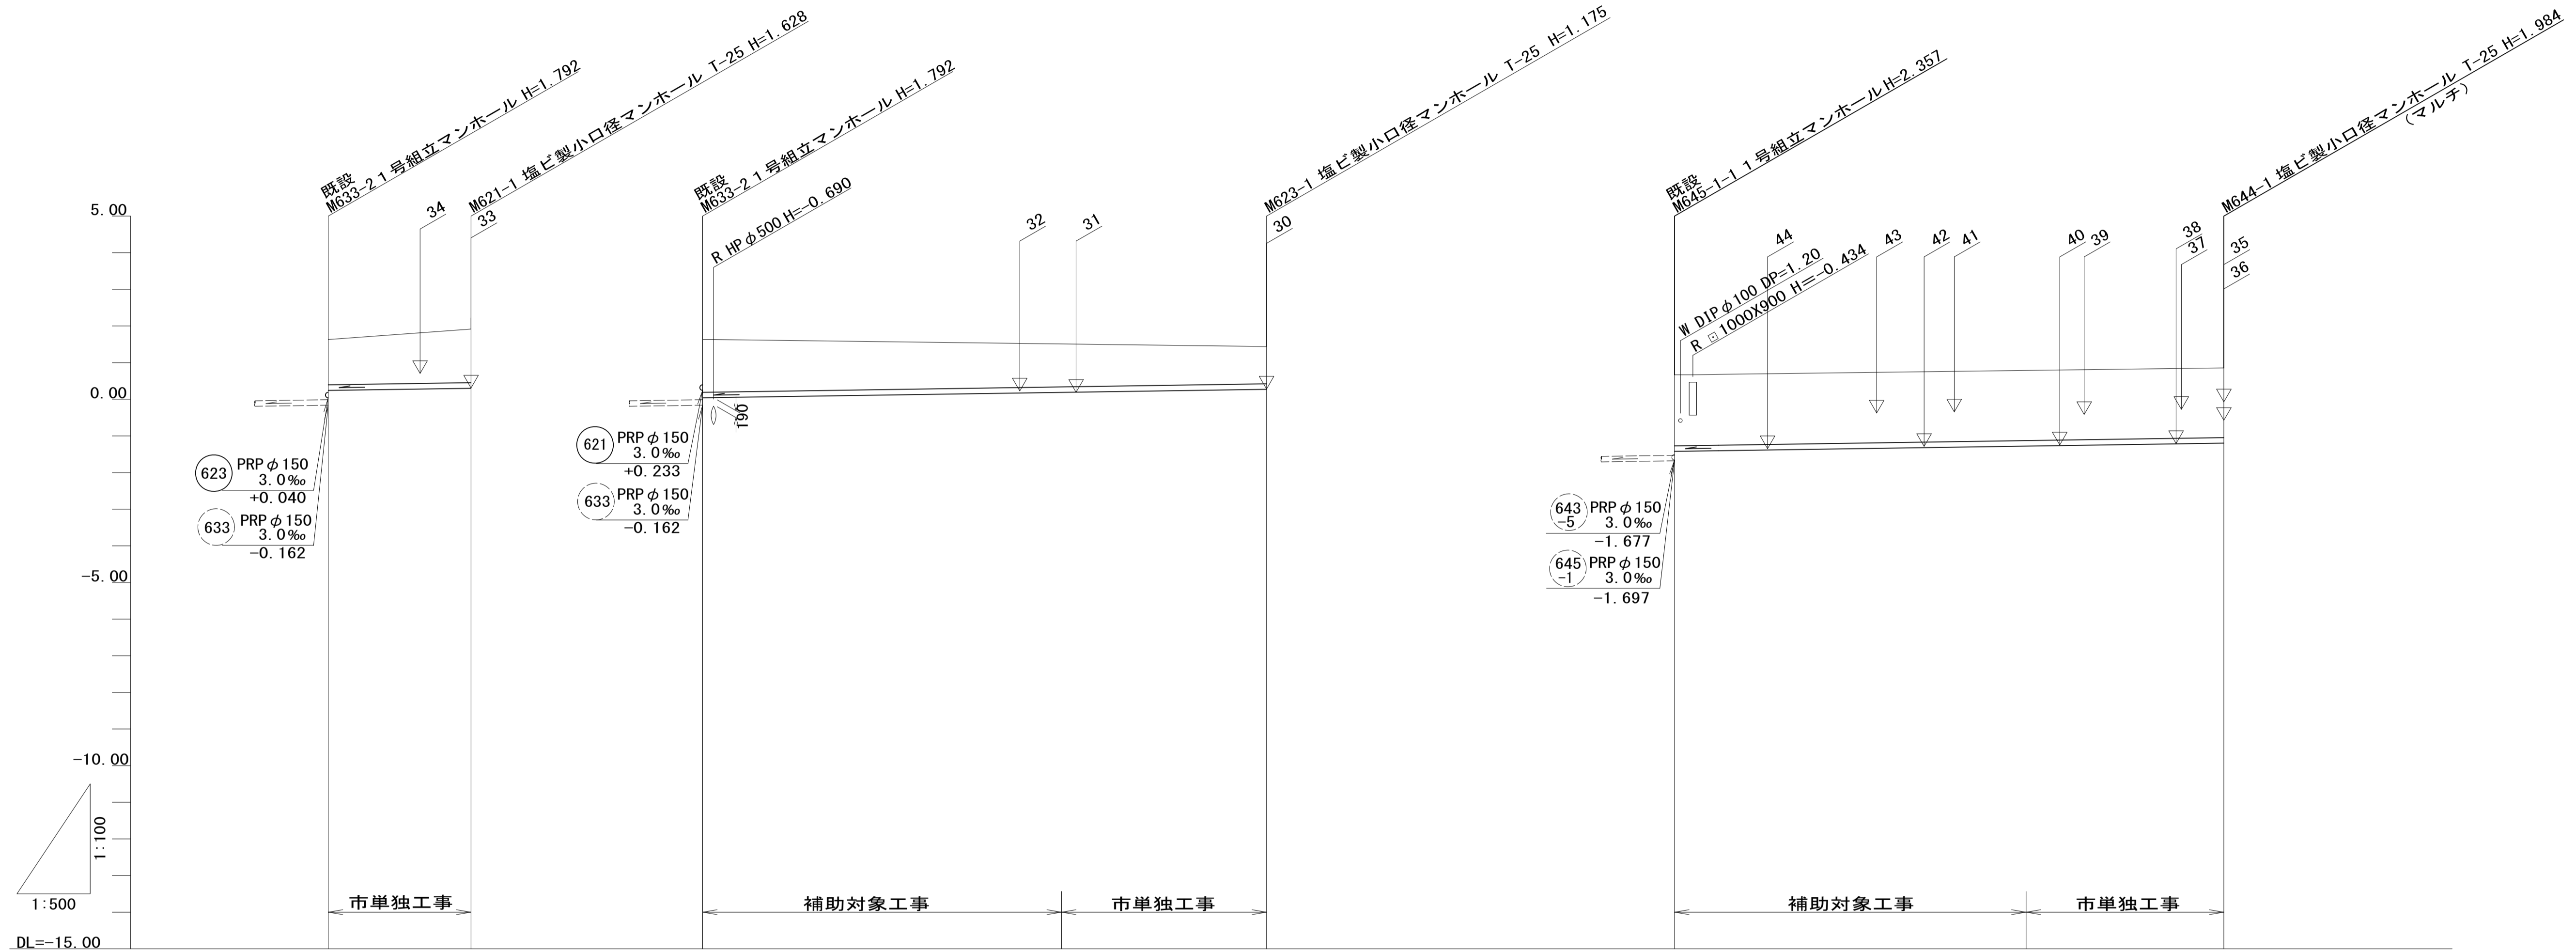 既設
M633-2 1号組立マンホール H=1.792
M621-1 塩ビ製小口径マンホール T-25 H=1.628
34
33
既設
M633-2 1号組立マンホール H=1.792
R HPφ500 H=-0.690
32
31
M623-1 塩ビ製小口径マンホール T-25 H=1.175
30
既設
M645-1-1 1号組立マンホール H=2.357
W DIPφ100 DP=1.20
R □1000X900 H=-0.434
44
43
42
41
40
39
38
37
M644-1 塩ビ製小口径マンホール T-25 H=1.984
(マルチ)
35
36
5.00
0.00
-5.00
-10.00
DL=-15.00
1:100
1:500
623
PRPφ150
3.0‰
+0.040
633
PRPφ150
3.0‰
-0.162
190
621
PRPφ150
3.0‰
+0.233
633
PRPφ150
3.0‰
-0.162
643
-5
PRPφ150
3.0‰
-1.677
645
-1
PRPφ150
3.0‰
-1.697
市単独工事
補助対象工事
市単独工事
補助対象工事
市単独工事